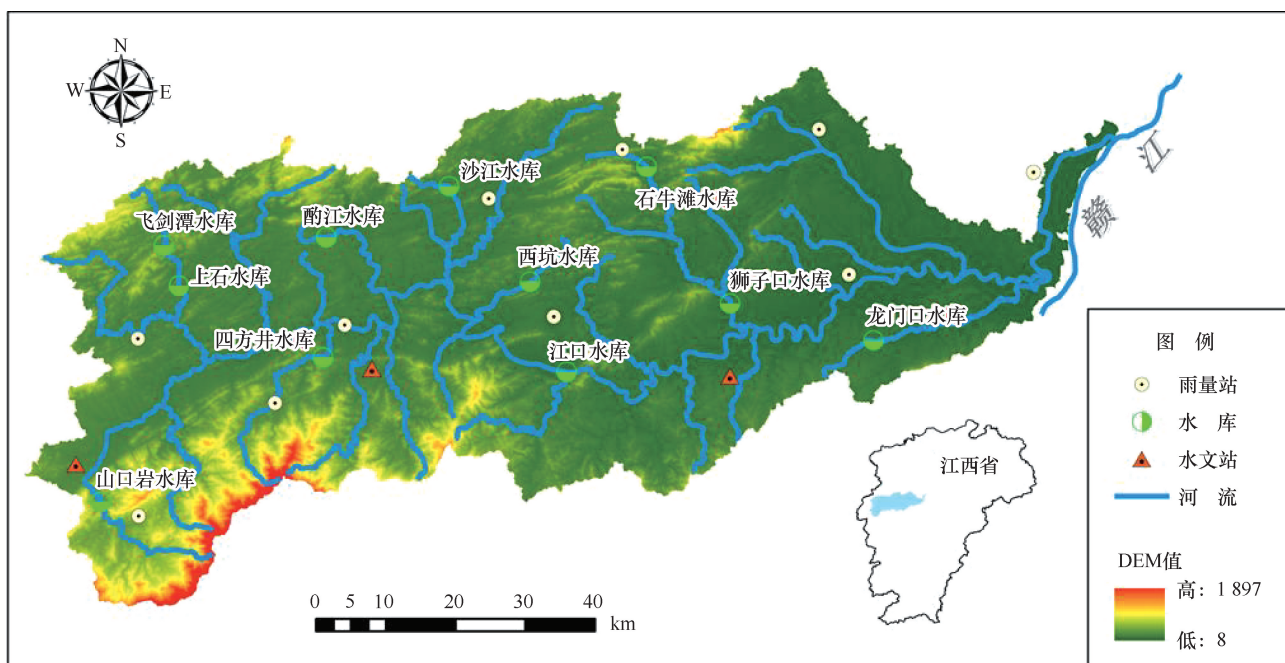 N
W
E
S
赣江
沙江水库
石牛滩水库
飞剑潭水库
酌江水库
西坑水库
上石水库
狮子口水库
龙门口水库
四方井水库
江口水库
山口岩水库
江西省
0 5 10 20 30 40
km
图 例
雨量站
水 库
水文站
河 流
DEM值
高：1 897
低：8